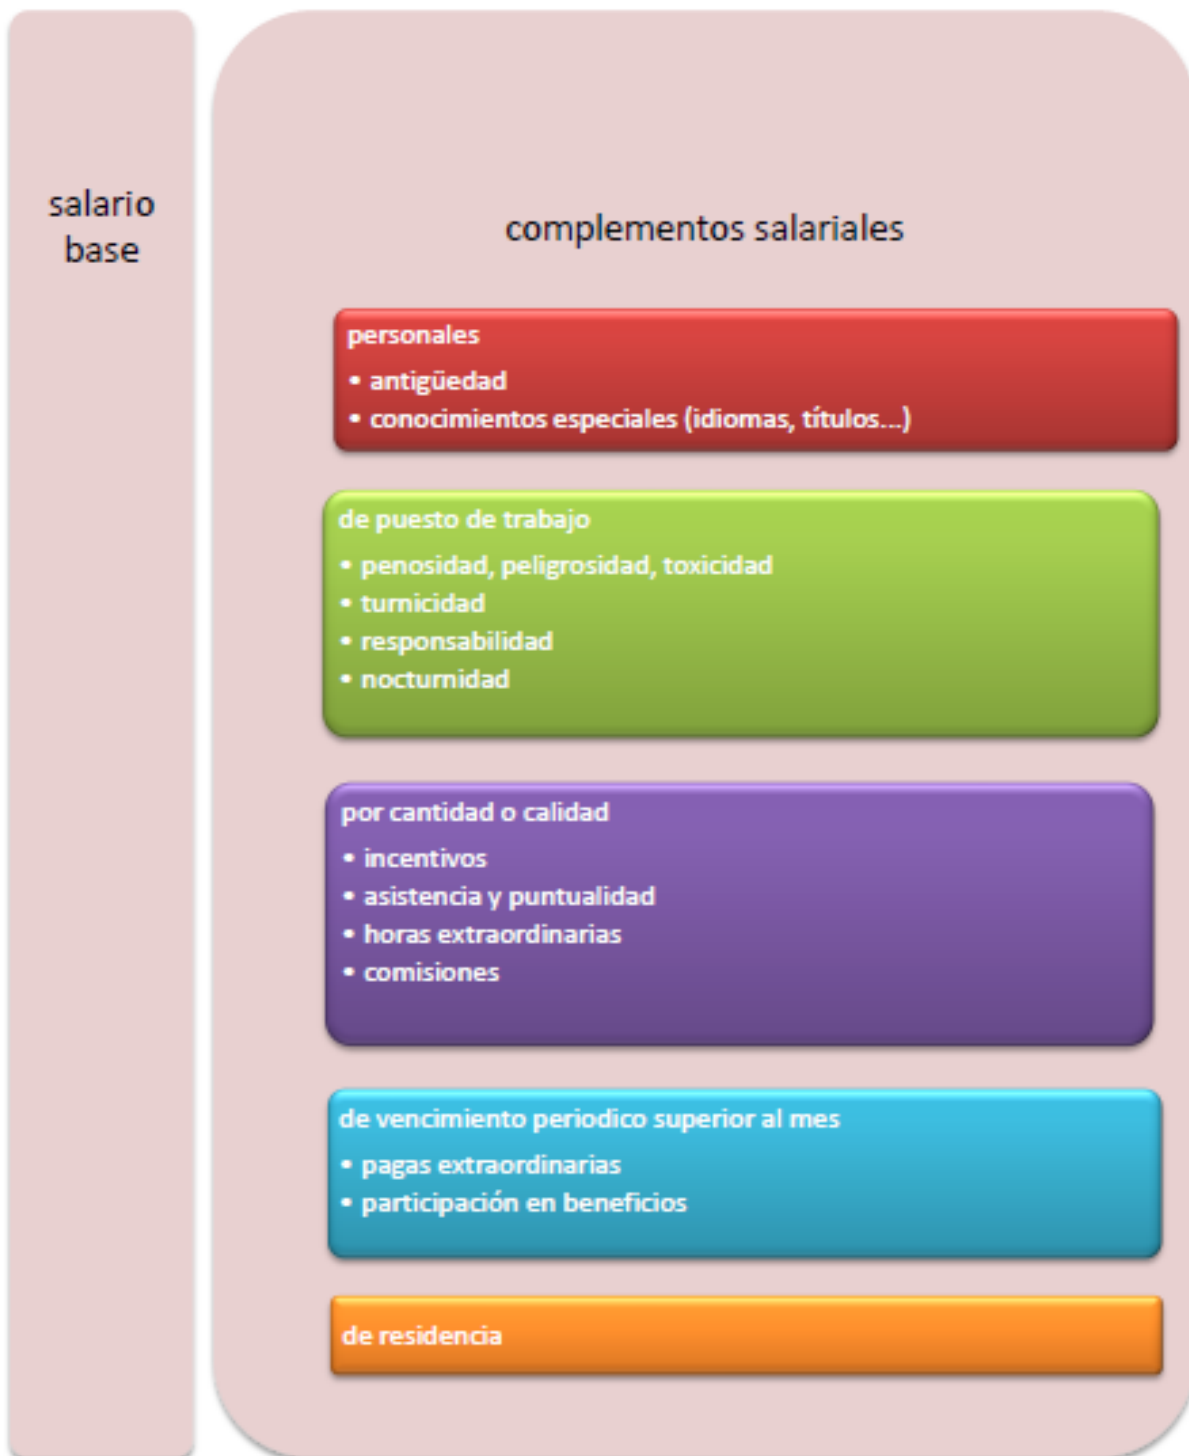 salario
base
complementos salariales
personales
• antigüedad
• conocimientos especiales (idiomas, títulos...)
de puesto de trabajo
• penosidad, peligrosidad, toxicidad
• turnicidad
• responsabilidad
• nocturnidad
por cantidad o calidad
• incentivos
• asistencia y puntualidad
• horas extraordinarias
• comisiones
de vencimiento periodico superior al mes
• pagas extraordinarias
• participación en beneficios
de residencia